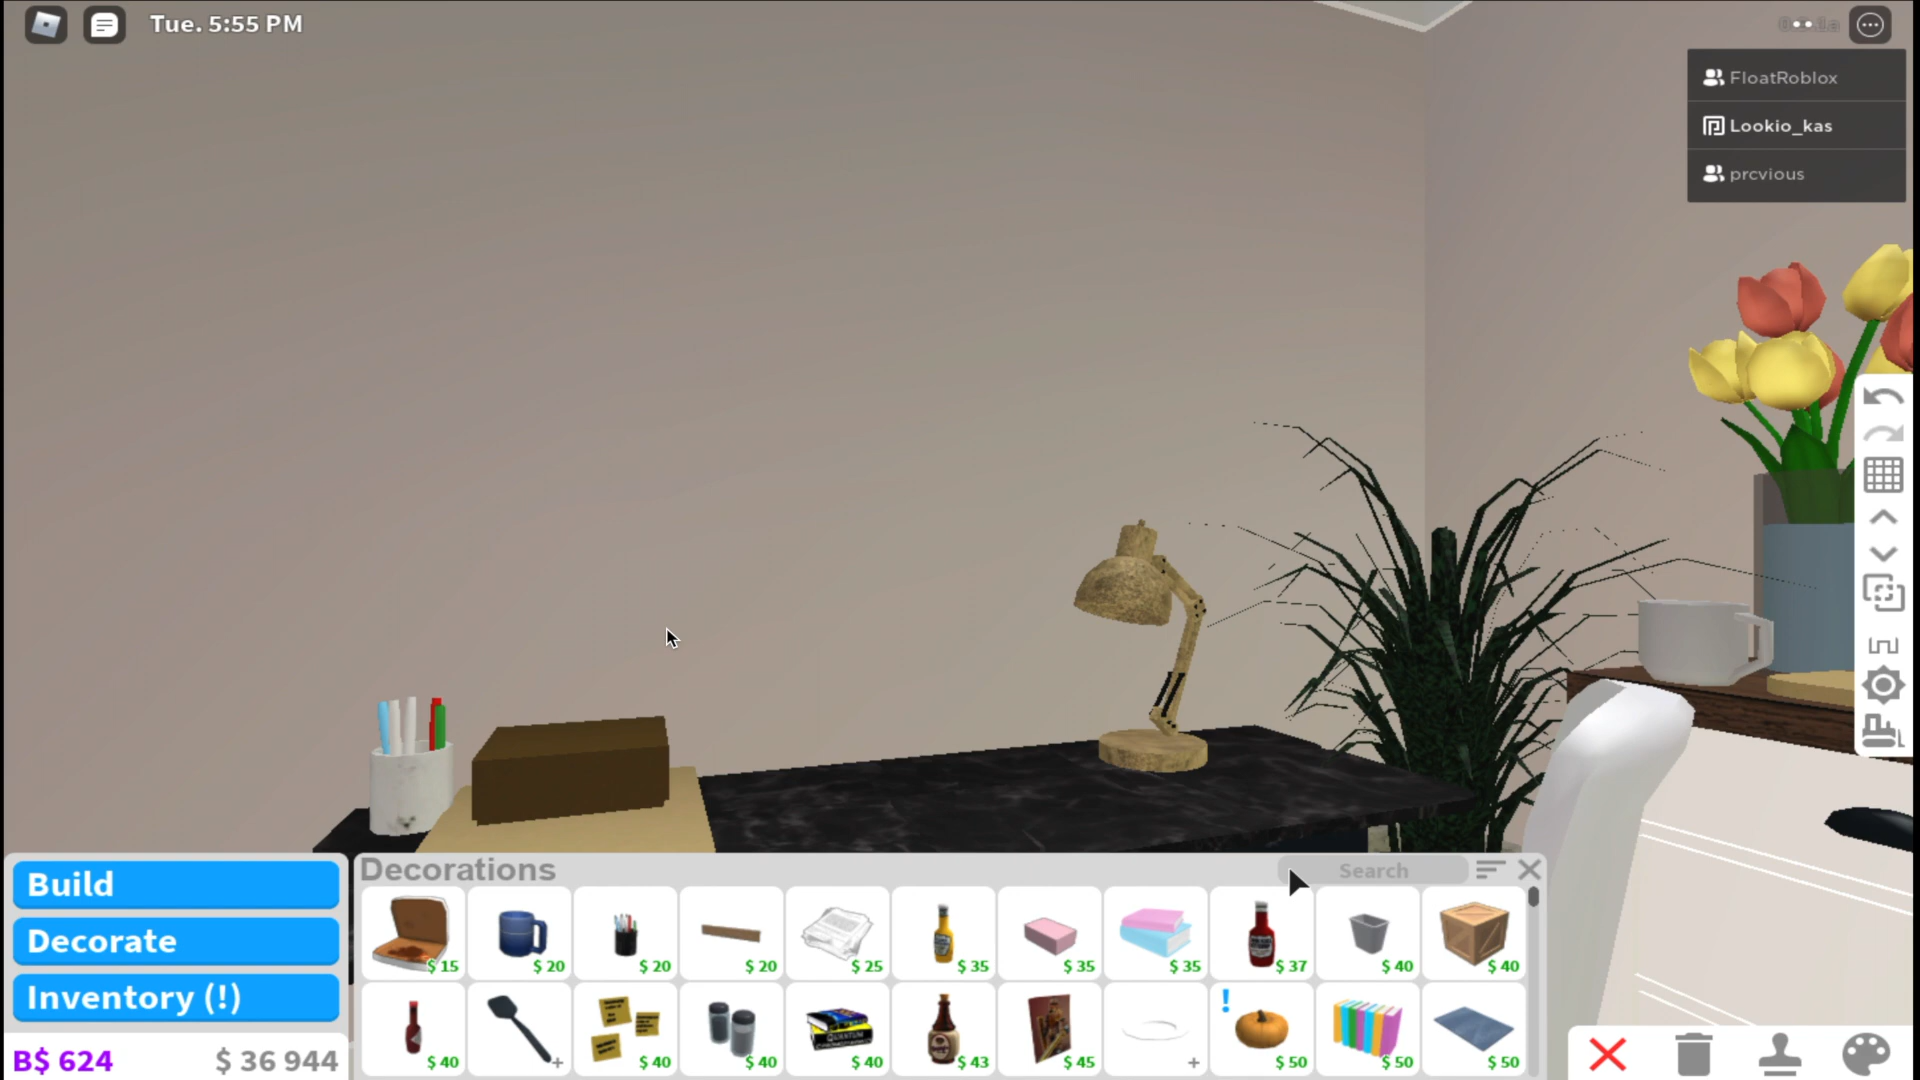 Tue. 5:55 PM
FloatRoblox
Lookio_kas
prcvious
Build
Decorate
Inventory (!)
B$ 624
$ 36 944
Decorations
Search
$ 15
$ 20
$ 20
$ 20
$ 25
$ 35
$ 35
$ 35
$ 37
$ 40
$ 40
$ 40
+
$ 40
$ 40
$ 40
$ 43
$ 45
+
!
$ 50
$ 50
$ 50